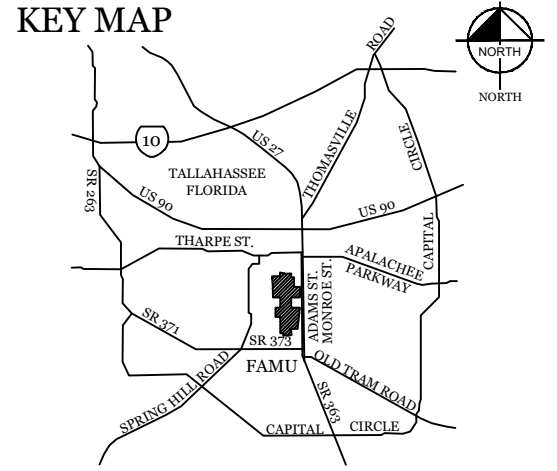 KEY MAP
ROAD
NORTH
NORTH
10
US 27
THOMASVILLE
CIRCLE
TALLAHASSEE
FLORIDA
SR 263
US 90
US 90
CAPITAL
THARPE ST.
APALACHEE
PARKWAY
ADAMS ST.
MONROE ST.
SR 371
SR 373
FAMU
OLD TRAM ROAD
SPRING HILL ROAD
SR 363
CAPITAL CIRCLE